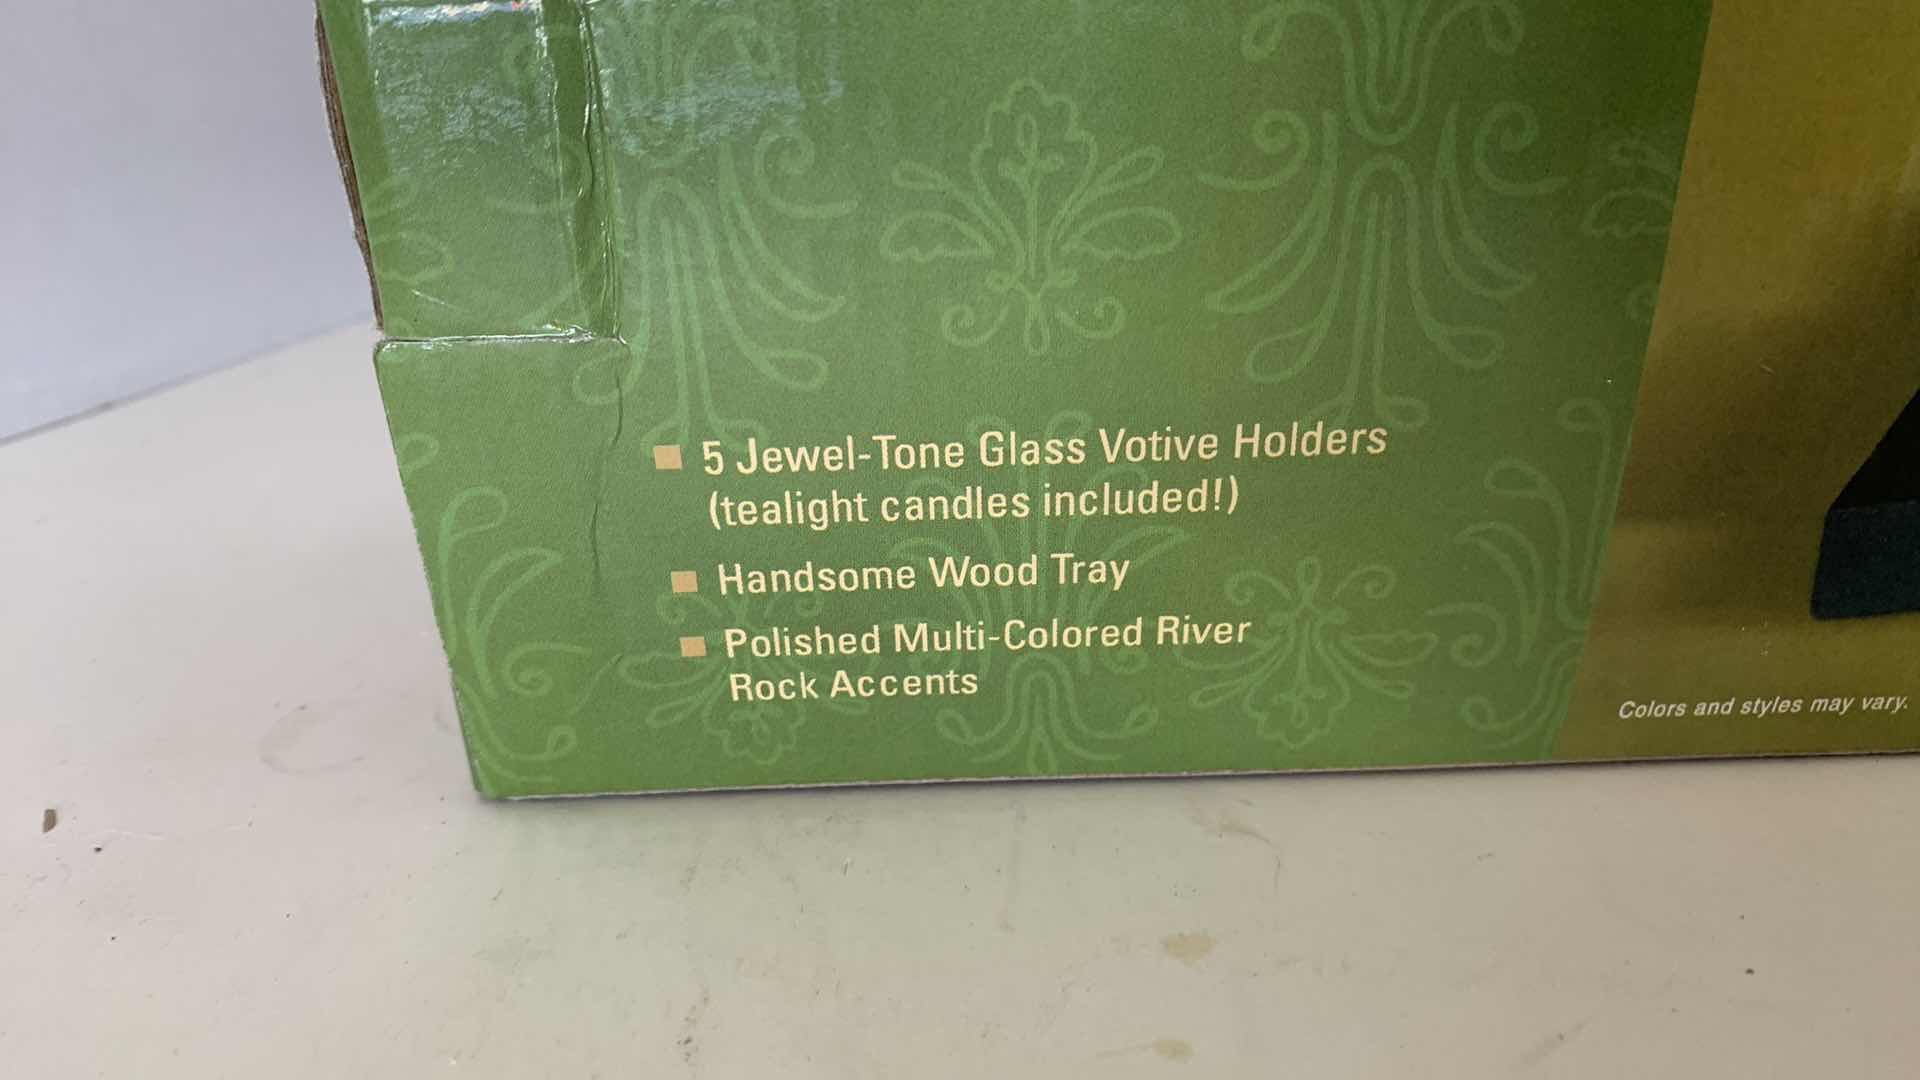 5 Jewel-Tone Glass Votive Holders
(tealight candles included!)
Handsome Wood Tray
Polished Multi-Colored River
Rock Accents
Colors and styles may vary.